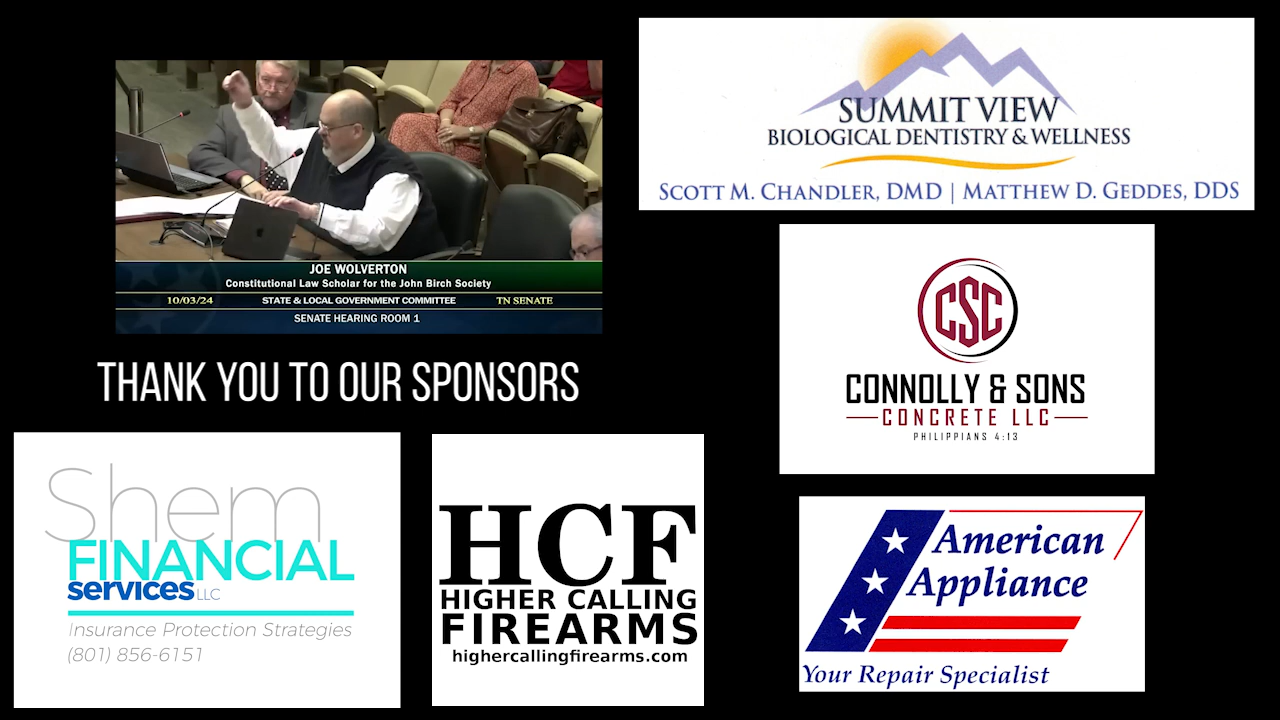 JOE WOLVERTON
Constitutional Law Scholar for the John Birch Society
10/03/24 STATE & LOCAL GOVERNMENT COMMITTEE TN SENATE
SENATE HEARING ROOM 1
THANK YOU TO OUR SPONSORS
SUMMIT VIEW
BIOLOGICAL DENTISTRY & WELLNESS
SCOTT M. CHANDLER, DMD | MATTHEW D. GEDDES, DDS
CSC
CONNOLLY & SONS
CONCRETE LLC
PHILIPPIANS 4:13
Shem
FINANCIAL
services LLC
Insurance Protection Strategies
(801) 856-6151
HCF
HIGHER CALLING
FIREARMS
highercallingfirearms.com
American
Appliance
Your Repair Specialist